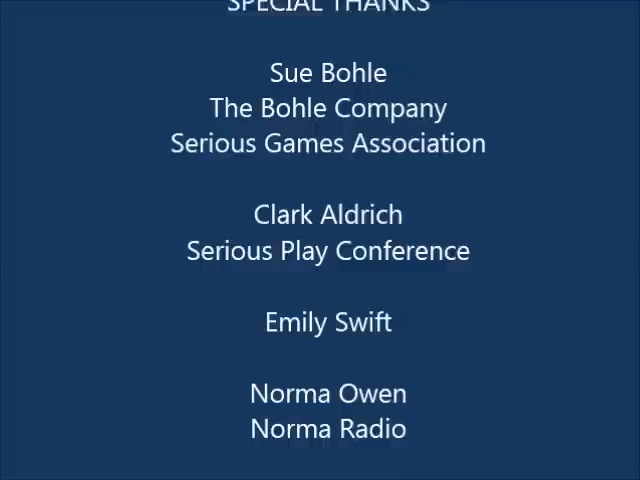 SPECIAL THANKS
Sue Bohle
The Bohle Company
Serious Games Association
Clark Aldrich
Serious Play Conference
Emily Swift
Norma Owen
Norma Radio